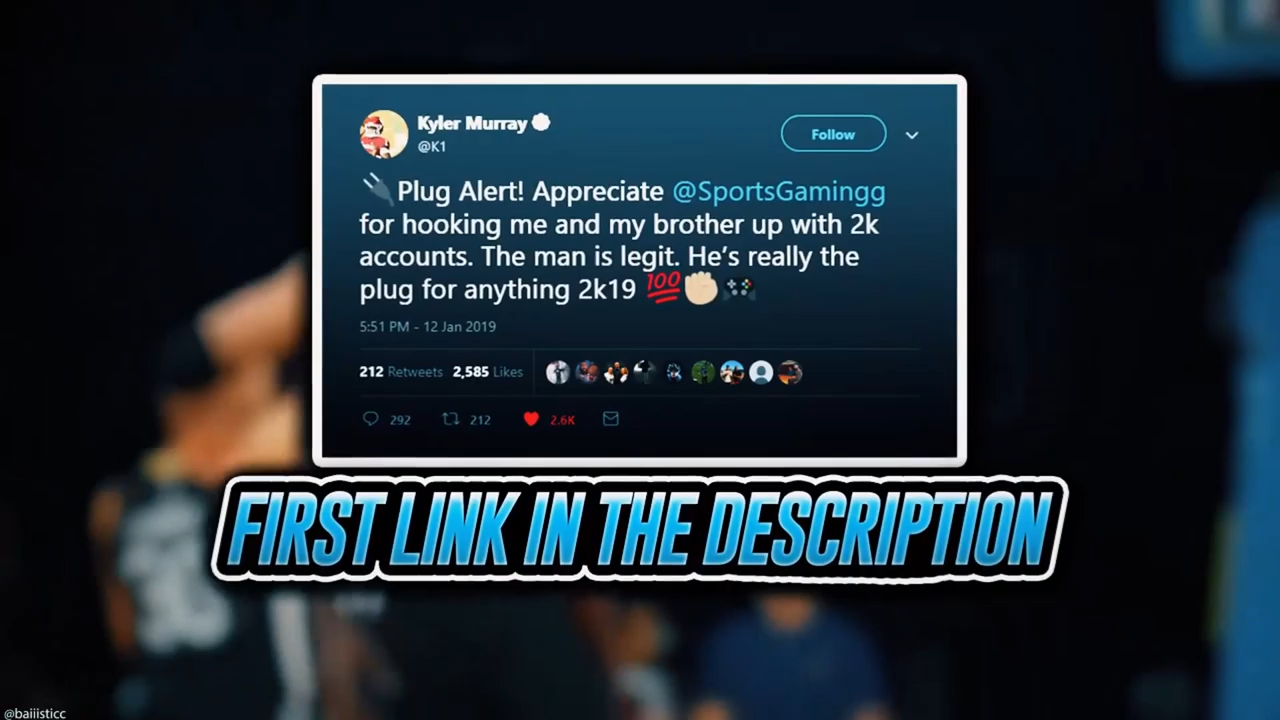 Kyler Murray
@K1
Follow
Plug Alert! Appreciate @SportsGamingg
for hooking me and my brother up with 2k
accounts. The man is legit. He’s really the
plug for anything 2k19 💯✊🏼🎮
5:51 PM - 12 Jan 2019
212 Retweets 2,585 Likes
292 212 2.6K
FIRST LINK IN THE DESCRIPTION
@baiiisticc